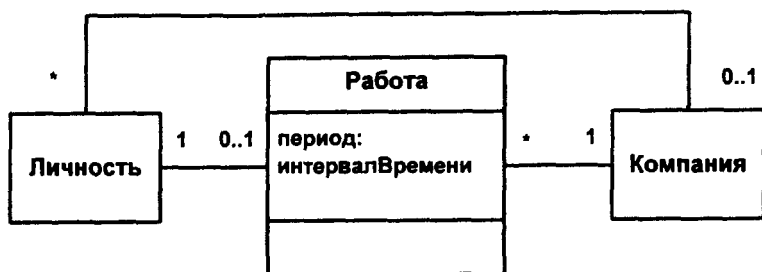 *
Работа
0..1
Личность
1
0..1
период:
интервалВремени
*
1
Компания